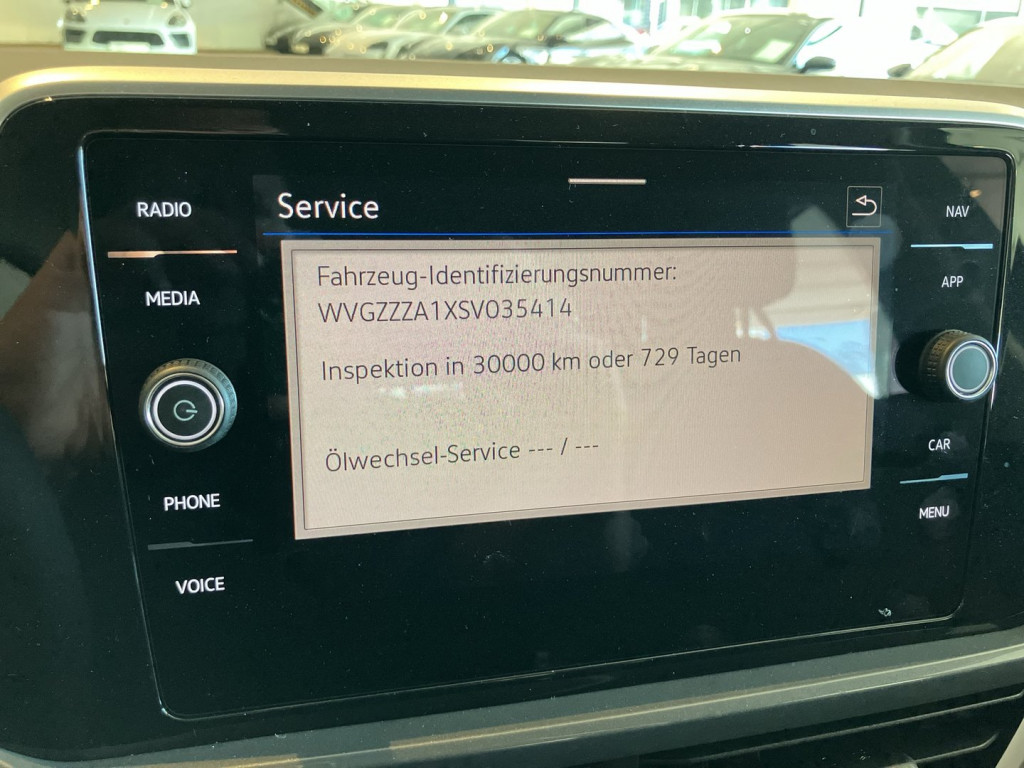 RADIO
MEDIA
PHONE
VOICE
Service
Fahrzeug-Identifizierungsnummer:
WVGZZZA1XSV035414
Inspektion in 30000 km oder 729 Tagen
Ölwechsel-Service --- / ---
NAV
APP
CAR
MENU